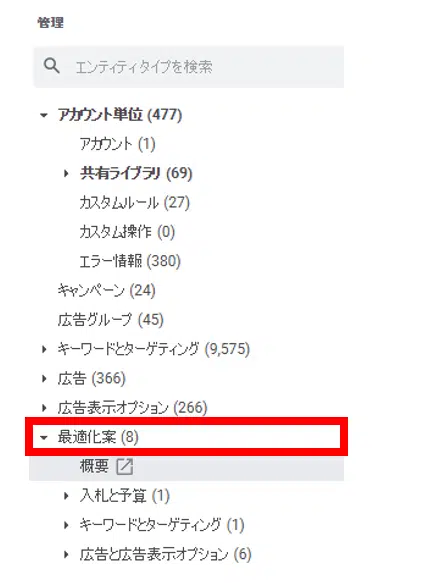 管理
エンティティタイプを検索
アカウント単位 (477)
アカウント (1)
共有ライブラリ (69)
カスタムルール (27)
カスタム操作 (0)
エラー情報 (380)
キャンペーン (24)
広告グループ (45)
キーワードとターゲティング (9,575)
広告 (366)
広告表示オプション (266)
最適化案 (8)
概要
入札と予算 (1)
キーワードとターゲティング (1)
広告と広告表示オプション (6)